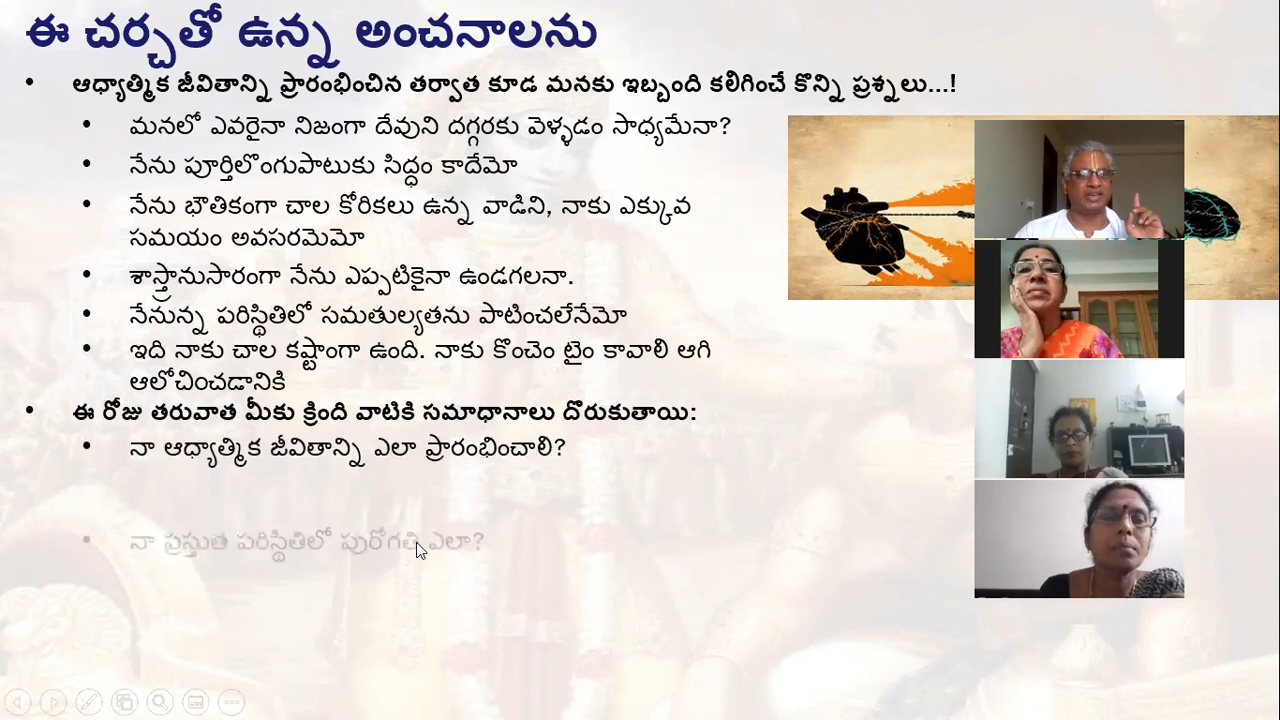 ఈ చర్చతో ఉన్న అంచనాలను
• ఆధ్యాత్మిక జీవితాన్ని ప్రారంభించిన తర్వాత కూడ మనకు ఇబ్బంది కలిగించే కొన్ని ప్రశ్నలు...!
• మనలో ఎవరైనా నిజంగా దేవుని దగ్గరకు వెళ్ళడం సాధ్యమేనా?
• నేను పూర్తిలొంగుపాటుకు సిద్ధం కాదేమో
• నేను భౌతికంగా చాల కోరికలు ఉన్న వాడిని, నాకు ఎక్కువ
సమయం అవసరమెమో
• శాస్త్రానుసారంగా నేను ఎప్పటికైనా ఉండగలనా.
• నేనున్న పరిస్థితిలో సమతుల్యతను పాటించలేనేమో
• ఇది నాకు చాల కష్టాంగా ఉంది. నాకు కొంచెం టైం కావాలి ఆగి
ఆలోచించడానికి
• ఈ రోజు తరువాత మీకు క్రింది వాటికి సమాధానాలు దొరుకుతాయి:
• నా ఆధ్యాత్మిక జీవితాన్ని ఎలా ప్రారంభించాలి?
• నా ప్రస్తుత పరిస్థితిలో పురోగతి ఎలా?